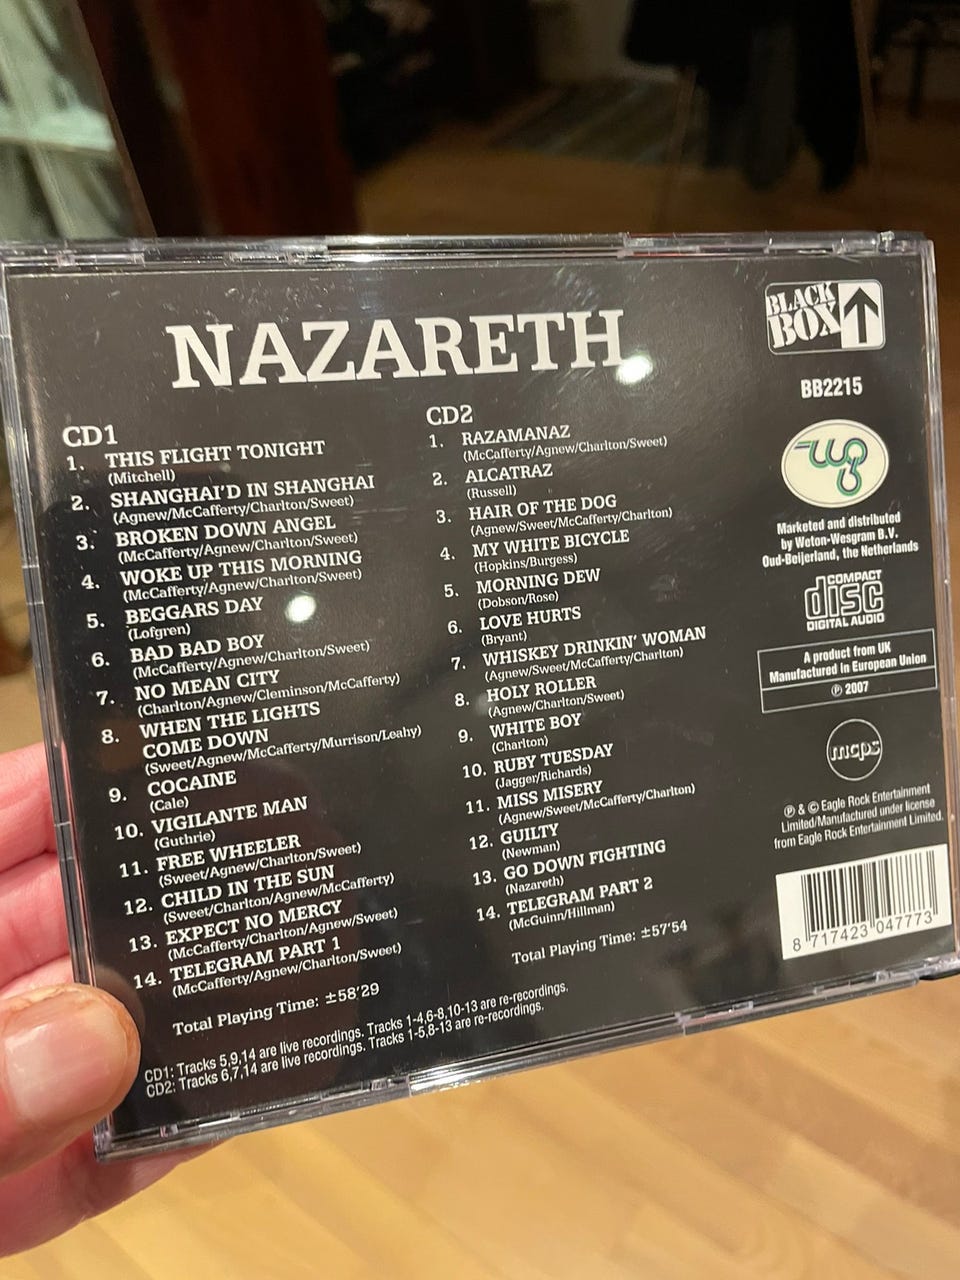 NAZARETH
CD1
1. THIS FLIGHT TONIGHT
(Mitchell)
2. SHANGHAI'D IN SHANGHAI
(Agnew/McCafferty/Charlton/Sweet)
3. BROKEN DOWN ANGEL
(McCafferty/Agnew/Charlton/Sweet)
4. WOKE UP THIS MORNING
(McCafferty/Agnew/Charlton/Sweet)
5. BEGGARS DAY
(Lofgren)
6. BAD BAD BOY
(McCafferty/Agnew/Charlton/Sweet)
7. NO MEAN CITY
(Charlton/Agnew/Cleminson/McCafferty)
8. WHEN THE LIGHTS
COME DOWN
(Sweet/Agnew/McCafferty/Murrison/Leahy)
9. COCAINE
(Cale)
10. VIGILANTE MAN
(Guthrie)
11. FREE WHEELER
(Sweet/Agnew/Charlton/Sweet)
12. CHILD IN THE SUN
(Sweet/Charlton/Agnew/McCafferty)
13. EXPECT NO MERCY
(McCafferty/Charlton/Agnew/Sweet)
14. TELEGRAM PART 1
(McCafferty/Agnew/Charlton/Sweet)
Total Playing Time: ±58'29
CD2
1. RAZAMANAZ
(McCafferty/Agnew/Charlton/Sweet)
2. ALCATRAZ
(Russell)
3. HAIR OF THE DOG
(Agnew/Sweet/McCafferty/Charlton)
4. MY WHITE BICYCLE
(Hopkins/Burgess)
5. MORNING DEW
(Dobson/Rose)
6. LOVE HURTS
(Bryant)
7. WHISKEY DRINKIN' WOMAN
(Agnew/Sweet/McCafferty/Charlton)
8. HOLY ROLLER
(Agnew/Charlton/Sweet)
9. WHITE BOY
(Charlton)
10. RUBY TUESDAY
(Jagger/Richards)
11. MISS MISERY
(Agnew/Sweet/McCafferty/Charlton)
12. GUILTY
(Newman)
13. GO DOWN FIGHTING
(Nazareth)
14. TELEGRAM PART 2
(McGuinn/Hillman)
Total Playing Time: ±57'54
CD1: Tracks 5,9,14 are live recordings. Tracks 1-4,6-8,10-13 are re-recordings.
CD2: Tracks 6,7,14 are live recordings. Tracks 1-5,8-13 are re-recordings.
BLACK
BOX
BB2215
wg
Marketed and distributed
by Weton-Wesgram B.V.
Oud-Beijerland, the Netherlands
COMPACT
disc
DIGITAL AUDIO
A product from UK
Manufactured in European Union
℗ 2007
mcps
℗ & © Eagle Rock Entertainment
Limited/Manufactured under license
from Eagle Rock Entertainment Limited.
8 717423 047773